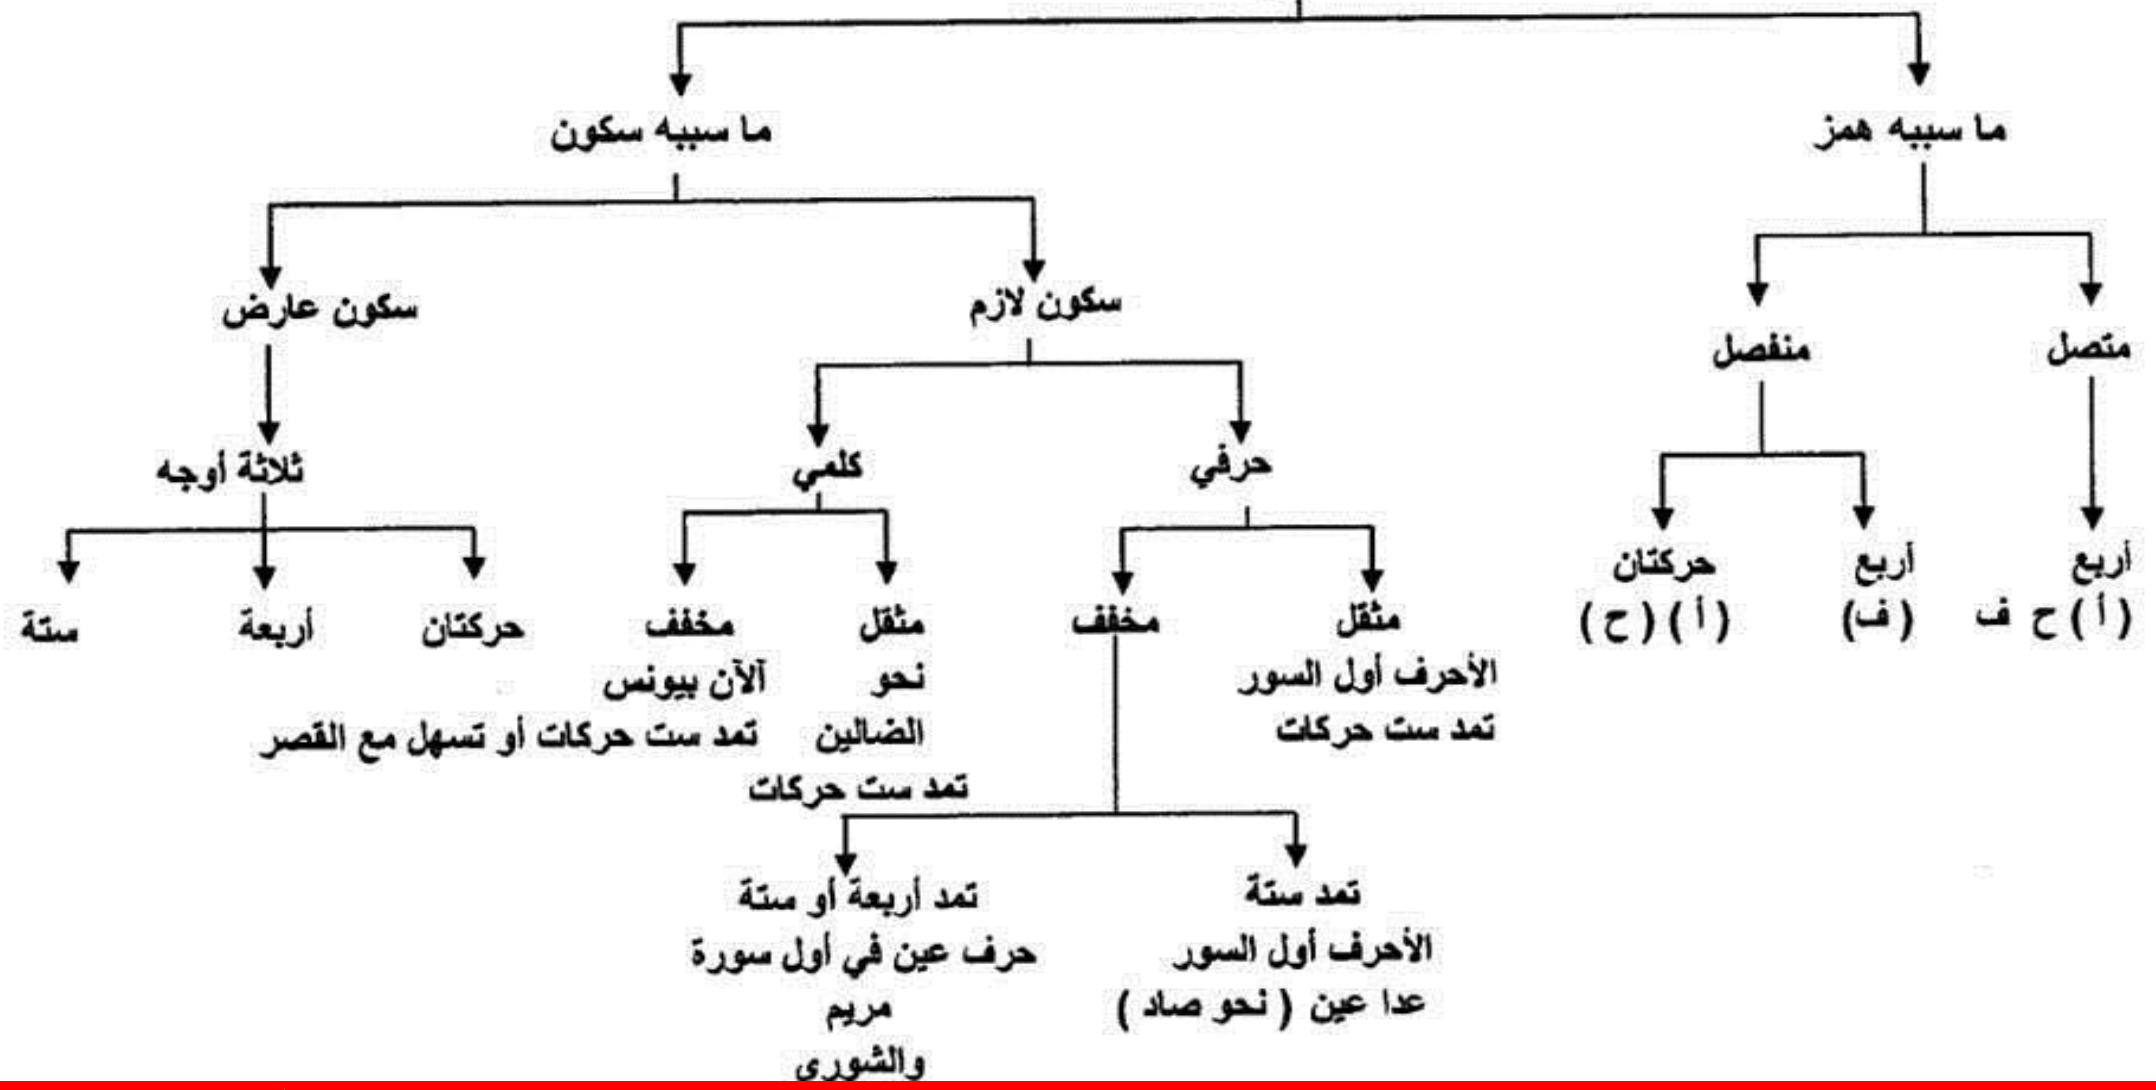 ما سببه همز
ما سببه سكون
متصل
منفصل
سكون لازم
سكون عارض
أربع
( أ ) ح ف
أربع
( ف )
حركتان
( أ ) ( ح )
حرفي
كلمي
ثلاثة أوجه
مثقل
الأحرف أول السور
تمد ست حركات
مخفف
تمد ستة
الأحرف أول السور
عدا عين ( نحو صاد )
تمد أربعة أو ستة
حرف عين في أول سورة
مريم
والشورى
مثقل
نحو
الضالين
تمد ست حركات
مخفف
آلآن بيونس
تمد ست حركات أو تسهل مع القصر
حركتان
أربعة
ستة